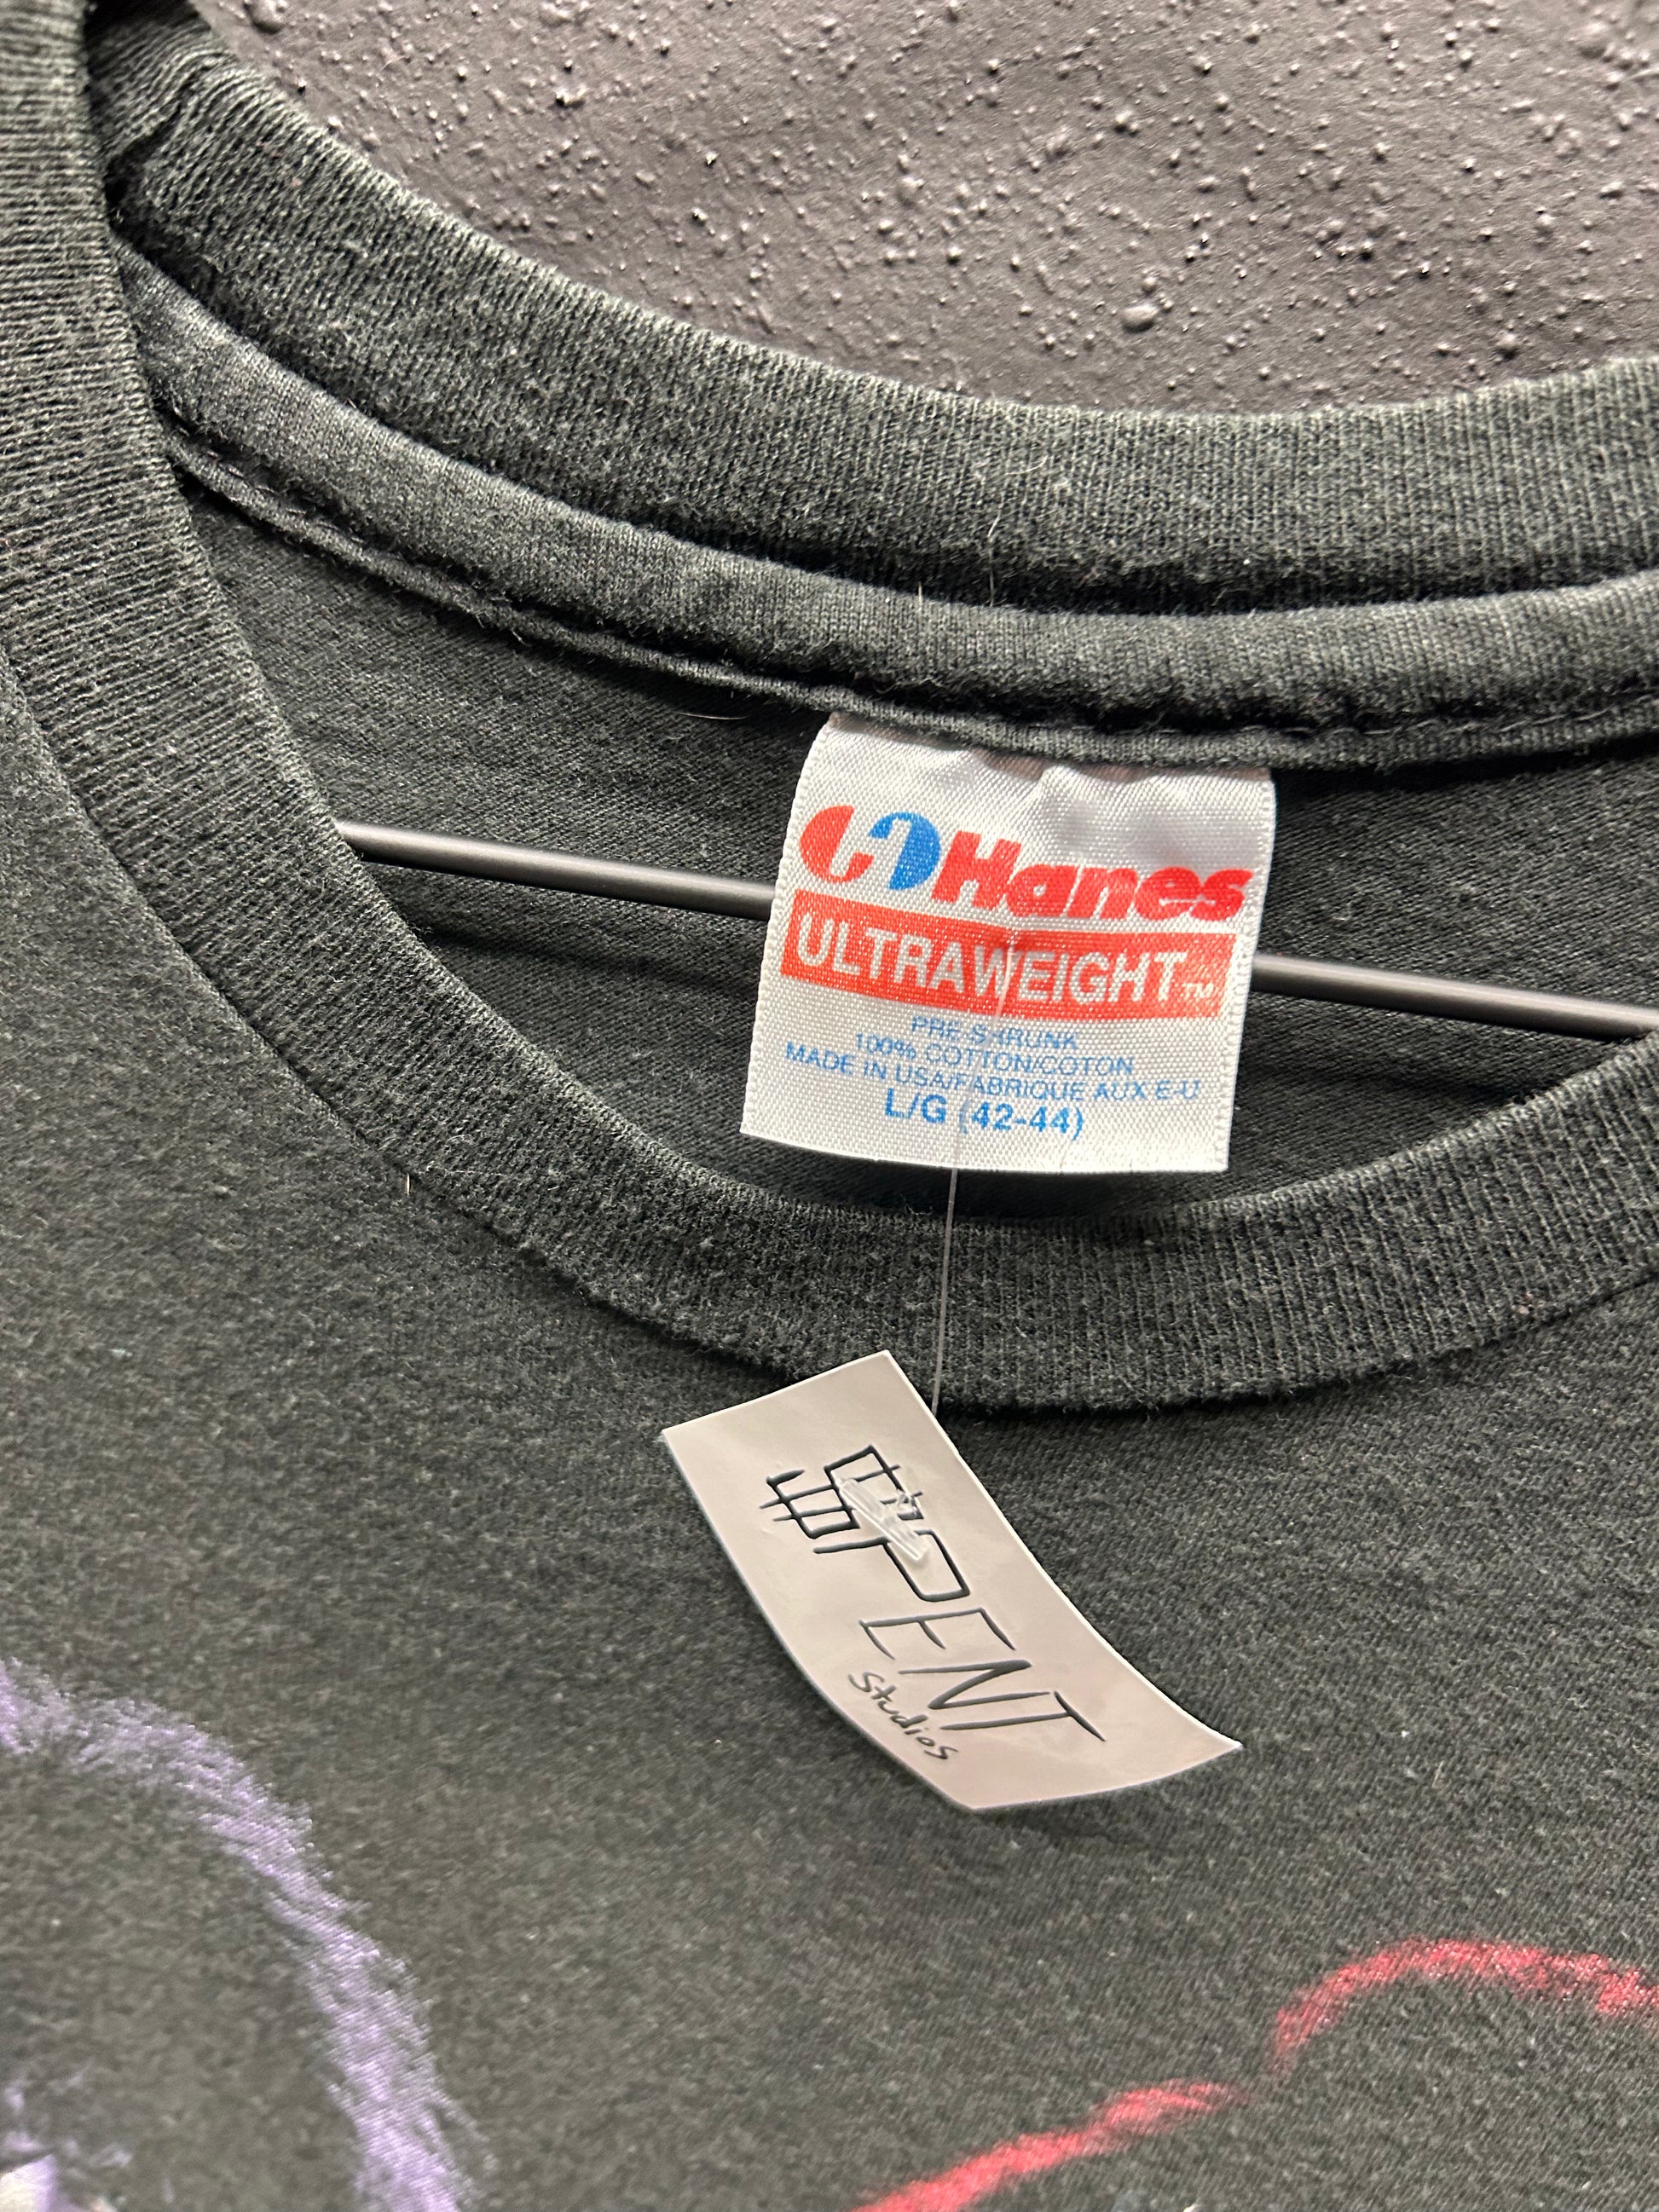 Hanes
ULTRAWEIGHT™
PRE-SHRUNK
100% COTTON/COTON
MADE IN USA/FABRIQUE AUX E-U
L/G (42-44)
$PENT
Studios